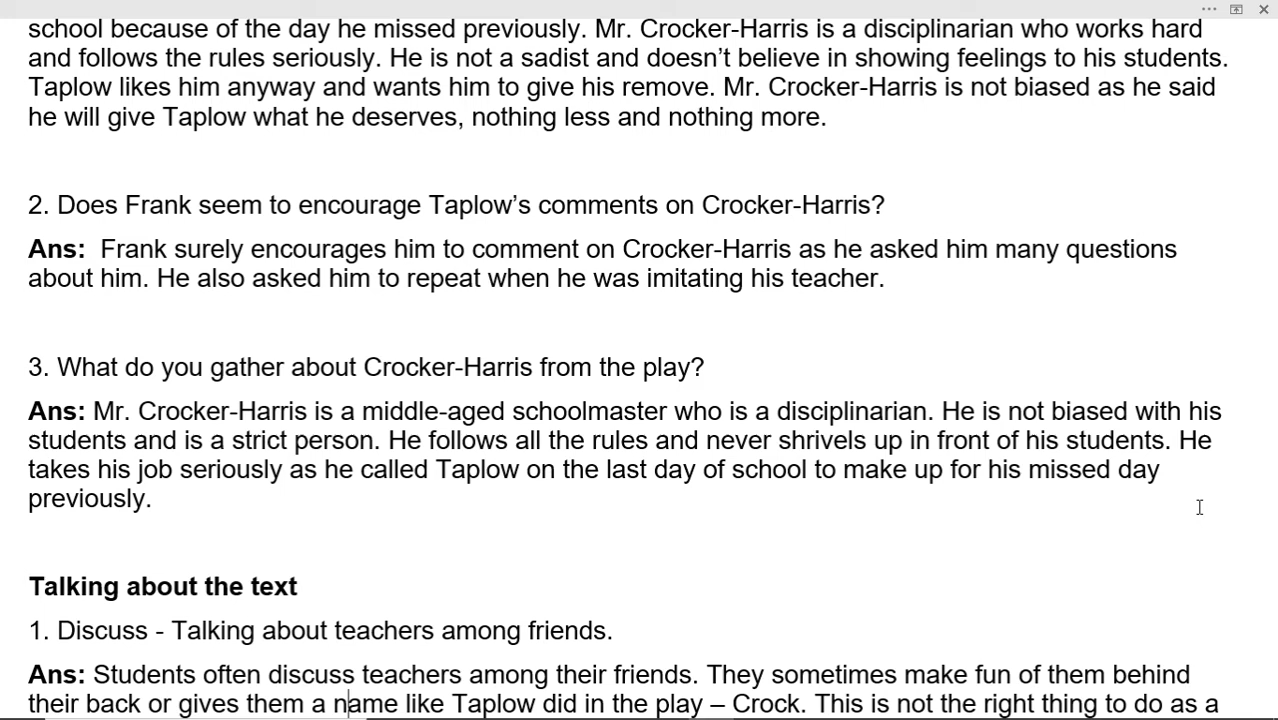 school because of the day he missed previously. Mr. Crocker-Harris is a disciplinarian who works hard
and follows the rules seriously. He is not a sadist and doesn’t believe in showing feelings to his students.
Taplow likes him anyway and wants him to give his remove. Mr. Crocker-Harris is not biased as he said
he will give Taplow what he deserves, nothing less and nothing more.
2. Does Frank seem to encourage Taplow’s comments on Crocker-Harris?
Ans: Frank surely encourages him to comment on Crocker-Harris as he asked him many questions
about him. He also asked him to repeat when he was imitating his teacher.
3. What do you gather about Crocker-Harris from the play?
Ans: Mr. Crocker-Harris is a middle-aged schoolmaster who is a disciplinarian. He is not biased with his
students and is a strict person. He follows all the rules and never shrivels up in front of his students. He
takes his job seriously as he called Taplow on the last day of school to make up for his missed day
previously.
Talking about the text
1. Discuss - Talking about teachers among friends.
Ans: Students often discuss teachers among their friends. They sometimes make fun of them behind
their back or gives them a name like Taplow did in the play – Crock. This is not the right thing to do as a